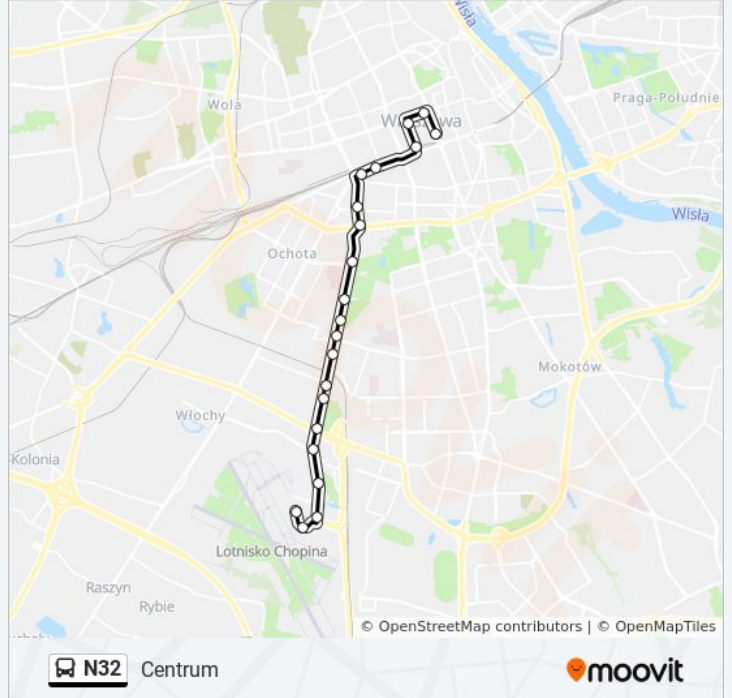 Wisła
Wola
Praga-Południe
Warszawa
Wisła
Ochota
Mokotów
Włochy
Kolonia
Lotnisko Chopina
Raszyn
Rybie
© OpenStreetMap contributors | © OpenMapTiles
N32 Centrum
moovit